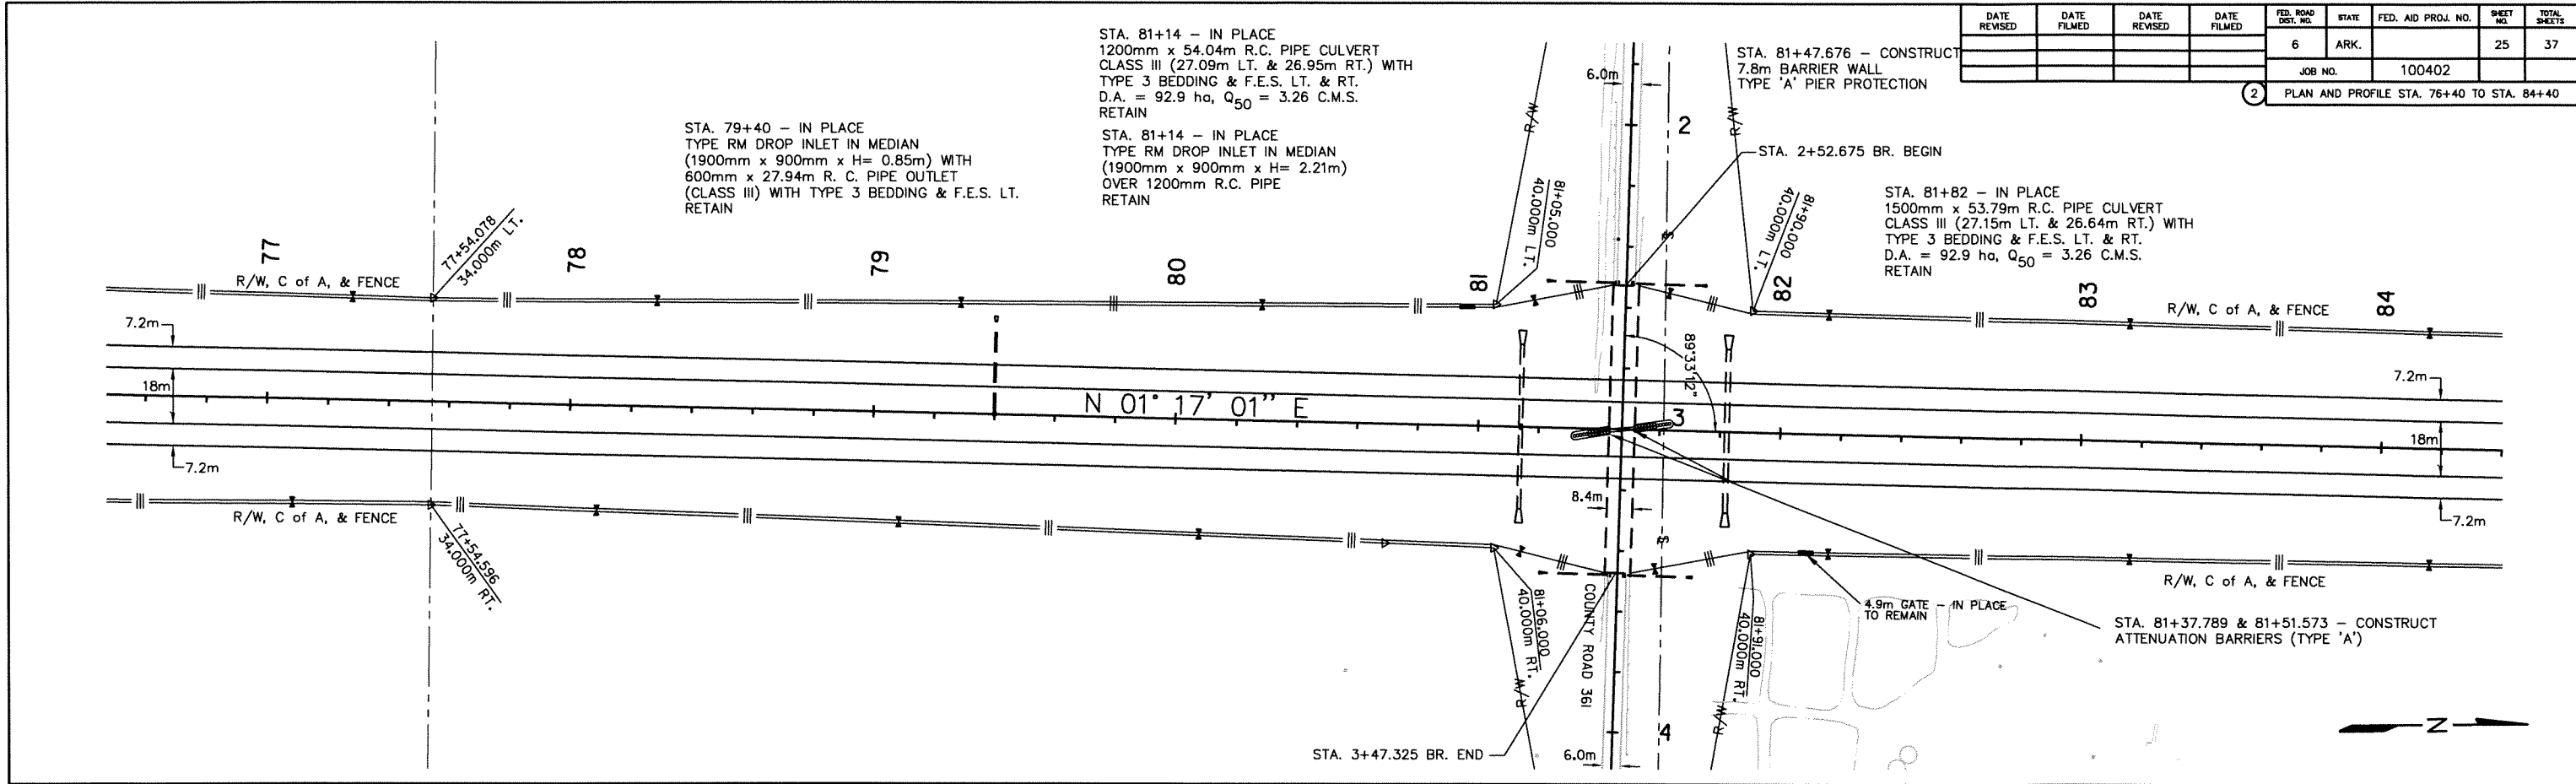 DATE REVISED
DATE FILMED
DATE REVISED
DATE FILMED
FED. ROAD DIST. NO.
STATE
FED. AID PROJ. NO.
SHEET NO.
TOTAL SHEETS
6
ARK.
25
37
JOB NO.
100402
2
PLAN AND PROFILE STA. 76+40 TO STA. 84+40
STA. 81+14 - IN PLACE
1200mm x 54.04m R.C. PIPE CULVERT
CLASS III (27.09m LT. & 26.95m RT.) WITH
TYPE 3 BEDDING & F.E.S. LT. & RT.
D.A. = 92.9 ha, Q50 = 3.26 C.M.S.
RETAIN
STA. 81+14 - IN PLACE
TYPE RM DROP INLET IN MEDIAN
(1900mm x 900mm x H= 2.21m)
OVER 1200mm R.C. PIPE
RETAIN
STA. 79+40 - IN PLACE
TYPE RM DROP INLET IN MEDIAN
(1900mm x 900mm x H= 0.85m) WITH
600mm x 27.94m R. C. PIPE OUTLET
(CLASS III) WITH TYPE 3 BEDDING & F.E.S. LT.
RETAIN
STA. 81+47.676 - CONSTRUCT
7.8m BARRIER WALL
TYPE 'A' PIER PROTECTION
6.0m
R/W
R/W
2
STA. 2+52.675 BR. BEGIN
STA. 81+82 - IN PLACE
1500mm x 53.79m R.C. PIPE CULVERT
CLASS III (27.15m LT. & 26.64m RT.) WITH
TYPE 3 BEDDING & F.E.S. LT. & RT.
D.A. = 92.9 ha, Q50 = 3.26 C.M.S.
RETAIN
77+54.078
34.000m LT.
81+05.000
40.000m LT.
81+90.000
40.000m LT.
77
78
79
80
81
82
83
84
R/W, C of A, & FENCE
R/W, C of A, & FENCE
7.2m
7.2m
18m
18m
N 01° 17' 01" E
89°33'12"
3
7.2m
7.2m
8.4m
R/W, C of A, & FENCE
R/W, C of A, & FENCE
77+54.596
34.000m RT.
81+06.000
40.000m RT.
81+91.000
40.000m RT.
COUNTY ROAD 361
4.9m GATE - IN PLACE
TO REMAIN
STA. 81+37.789 & 81+51.573 - CONSTRUCT
ATTENUATION BARRIERS (TYPE 'A')
R/W
R/W
4
STA. 3+47.325 BR. END
6.0m
N